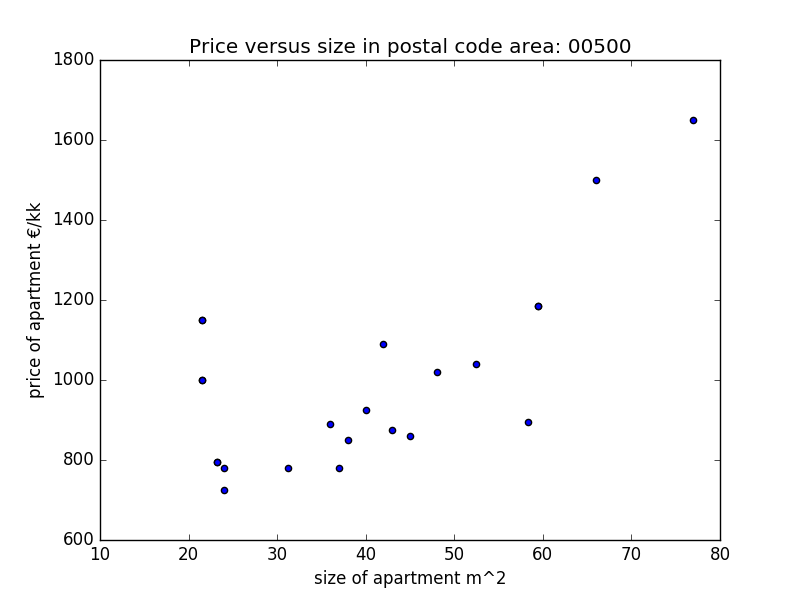 Price versus size in postal code area: 00500
1800
1600
1400
1200
1000
800
600
price of apartment €/kk
10 20 30 40 50 60 70 80
size of apartment m^2